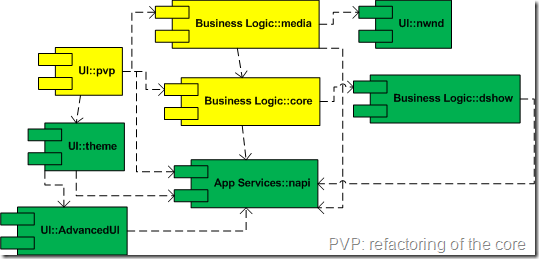 Business Logic::media
UI::nwnd
UI::pvp
Business Logic::core
Business Logic::dshow
UI::theme
App Services::napi
UI::AdvancedUI
PVP: refactoring of the core